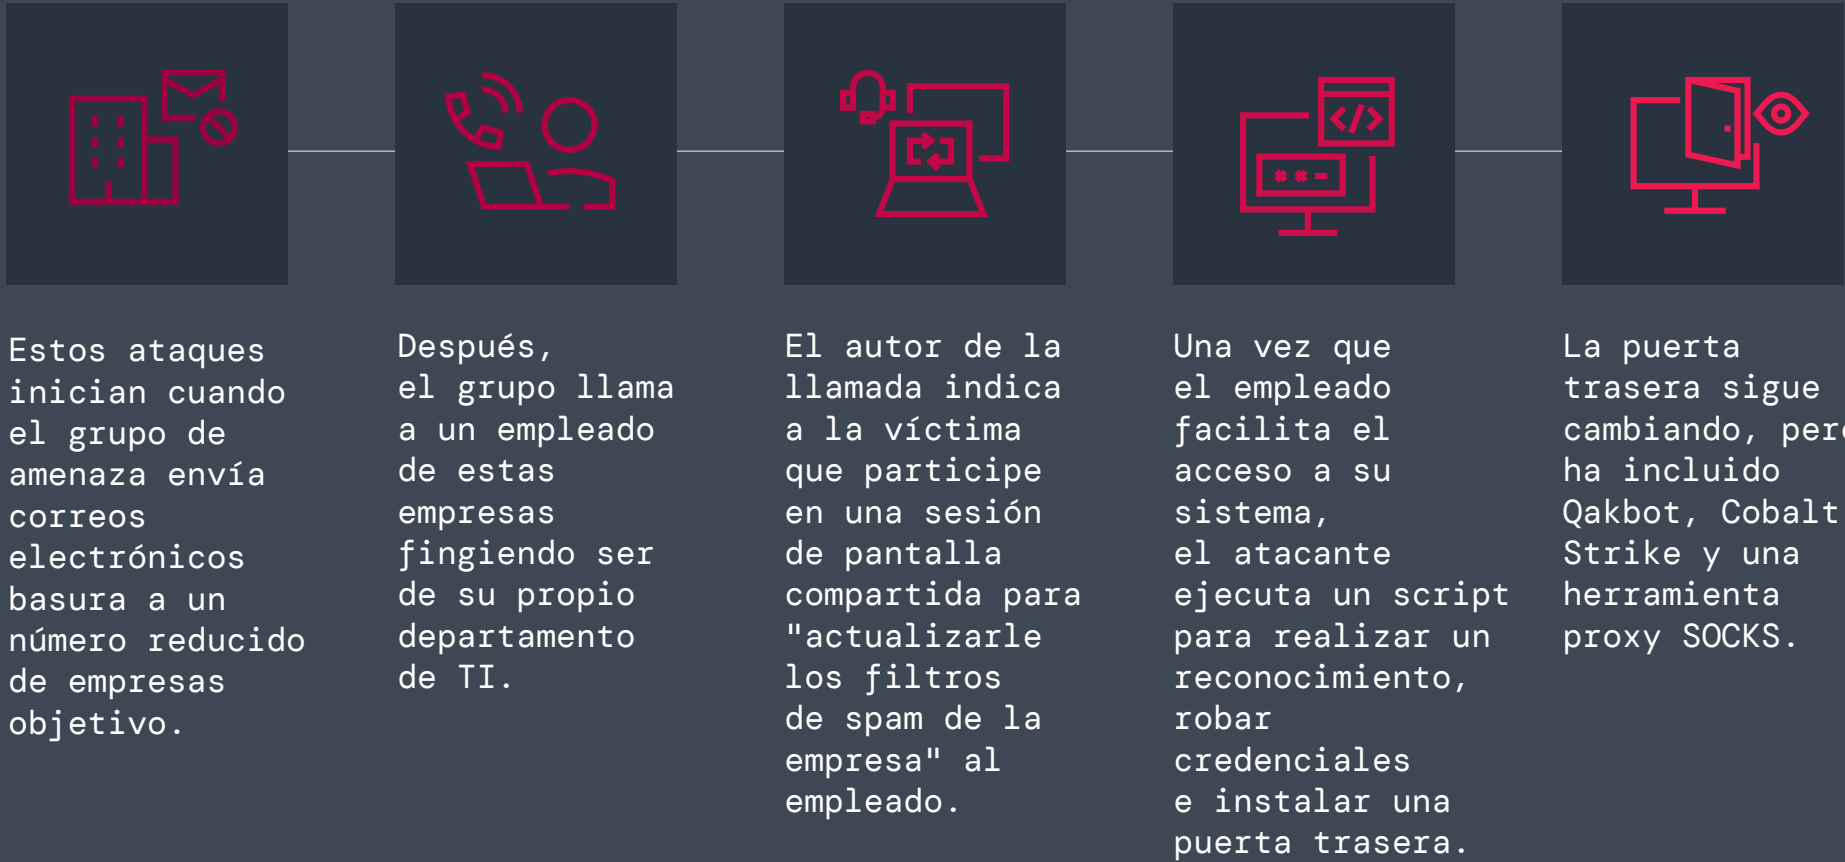 Estos ataques
inician cuando
el grupo de
amenaza envía
correos
electrónicos
basura a un
número reducido
de empresas
objetivo.
Después,
el grupo llama
a un empleado
de estas
empresas
fingiendo ser
de su propio
departamento
de TI.
El autor de la
llamada indica
a la víctima
que participe
en una sesión
de pantalla
compartida para
"actualizarle
los filtros
de spam de la
empresa" al
empleado.
Una vez que
el empleado
facilita el
acceso a su
sistema,
el atacante
ejecuta un script
para realizar un
reconocimiento,
robar
credenciales
e instalar una
puerta trasera.
La puerta
trasera sigue
cambiando, pero
ha incluido
Qakbot, Cobalt
Strike y una
herramienta
proxy SOCKS.